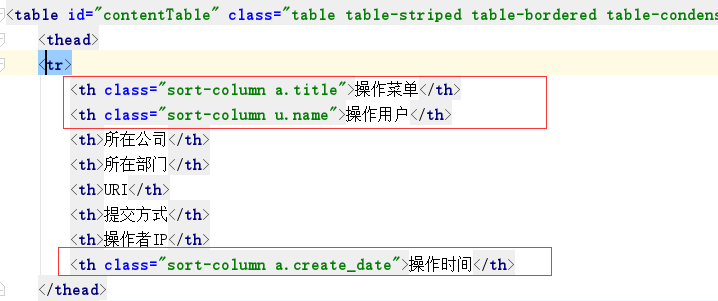 <table id="contentTable" class="table table-striped table-bordered table-condens
<thead>
<tr>
<th class="sort-column a.title">操作菜单</th>
<th class="sort-column u.name">操作用户</th>
<th>所在公司</th>
<th>所在部门</th>
<th>URI</th>
<th>提交方式</th>
<th>操作者IP</th>
<th class="sort-column a.create_date">操作时间</th>
</thead>